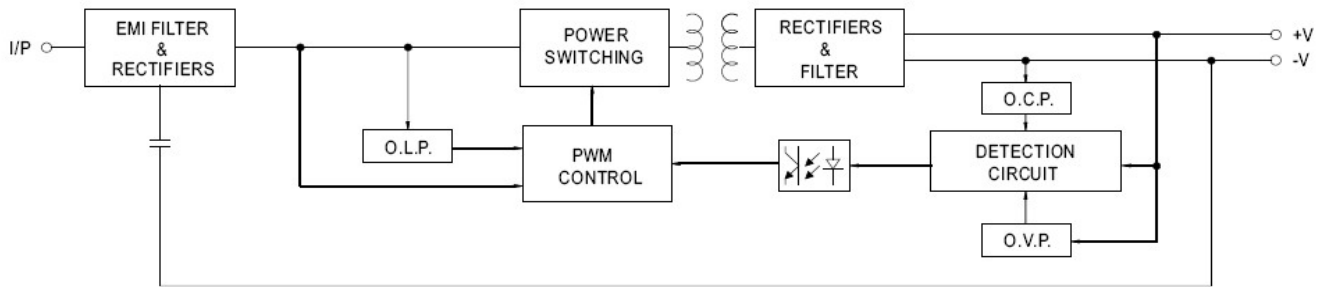 I/P
EMI FILTER
&
RECTIFIERS
POWER
SWITCHING
RECTIFIERS
&
FILTER
+V
-V
O.C.P.
O.L.P.
PWM
CONTROL
DETECTION
CIRCUIT
O.V.P.